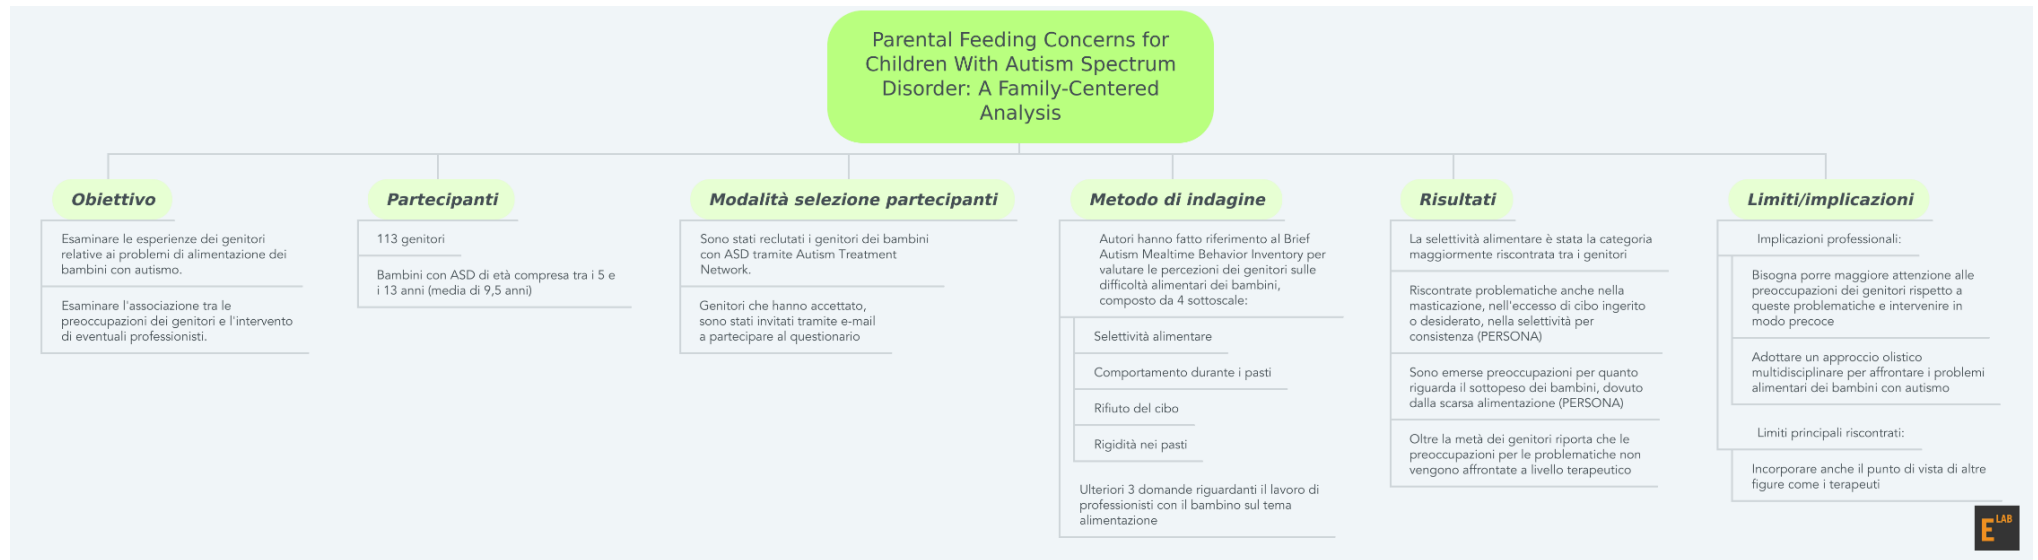 Parental Feeding Concerns for
Children With Autism Spectrum
Disorder: A Family-Centered
Analysis
Obiettivo
Esaminare le esperienze dei genitori
relative ai problemi di alimentazione dei
bambini con autismo.
Esaminare l'associazione tra le
preoccupazioni dei genitori e l'intervento
di eventuali professionisti.
Partecipanti
113 genitori
Bambini con ASD di età compresa tra i 5 e
i 13 anni (media di 9,5 anni)
Modalità selezione partecipanti
Sono stati reclutati i genitori dei bambini
con ASD tramite Autism Treatment
Network.
Genitori che hanno accettato,
sono stati invitati tramite e-mail
a partecipare al questionario
Metodo di indagine
Autori hanno fatto riferimento al Brief
Autism Mealtime Behavior Inventory per
valutare le percezioni dei genitori sulle
difficoltà alimentari dei bambini,
composto da 4 sottoscale:
Selettività alimentare
Comportamento durante i pasti
Rifiuto del cibo
Rigidità nei pasti
Ulteriori 3 domande riguardanti il lavoro di
professionisti con il bambino sul tema
alimentazione
Risultati
La selettività alimentare è stata la categoria
maggiormente riscontrata tra i genitori
Riscontrate problematiche anche nella
masticazione, nell'eccesso di cibo ingerito
o desiderato, nella selettività per
consistenza (PERSONA)
Sono emerse preoccupazioni per quanto
riguarda il sottopeso dei bambini, dovuto
dalla scarsa alimentazione (PERSONA)
Oltre la metà dei genitori riporta che le
preoccupazioni per le problematiche non
vengono affrontate a livello terapeutico
Limiti/implicazioni
Implicazioni professionali:
Bisogna porre maggiore attenzione alle
preoccupazioni dei genitori rispetto a
queste problematiche e intervenire in
modo precoce
Adottare un approccio olistico
multidisciplinare per affrontare i problemi
alimentari dei bambini con autismo
Limiti principali riscontrati:
Incorporare anche il punto di vista di altre
figure come i terapeuti
E LAB